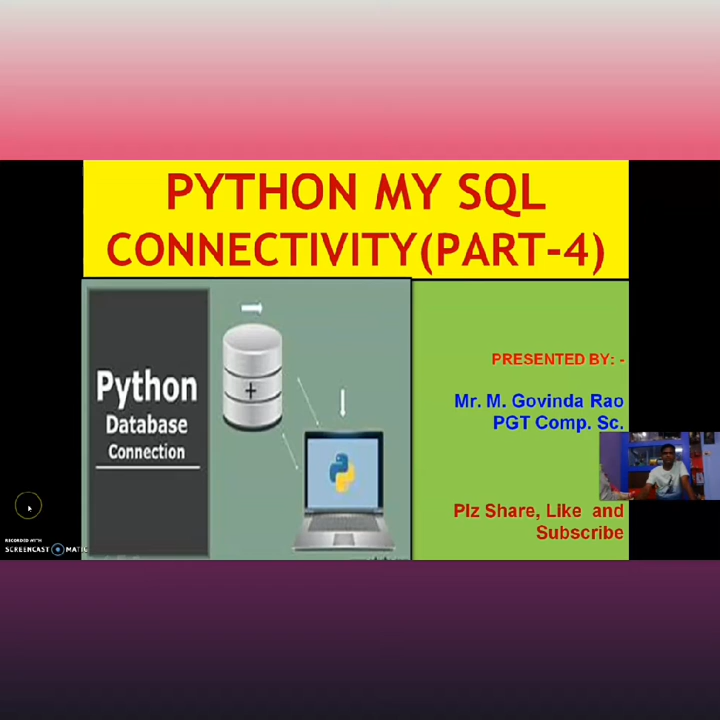 PYTHON MY SQL
CONNECTIVITY(PART-4)
Python
Database
Connection
PRESENTED BY: -
Mr. M. Govinda Rao
PGT Comp. Sc.
Plz Share, Like and
Subscribe
RECORDED WITH
SCREENCAST MATIC